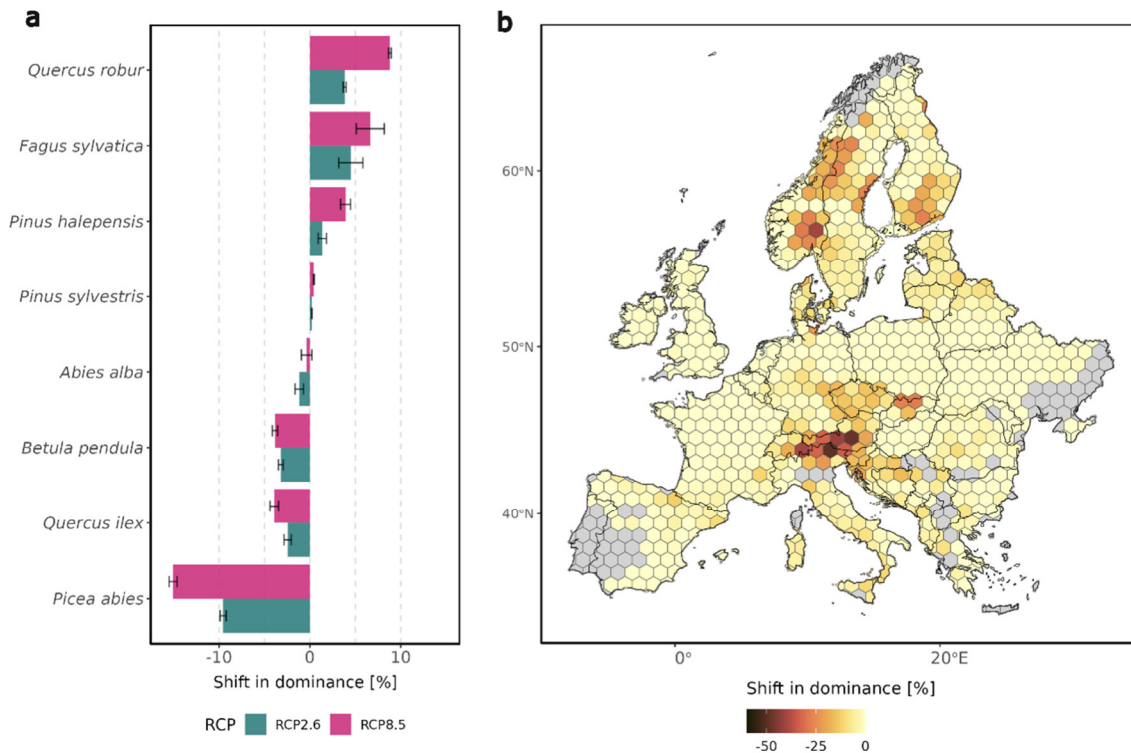 a
Quercus robur
Fagus sylvatica
Pinus halepensis
Pinus sylvestris
Abies alba
Betula pendula
Quercus ilex
Picea abies
-10 0 10
Shift in dominance [%]
RCP RCP2.6 RCP8.5
b
60°N
50°N
40°N
0° 20°E
Shift in dominance [%]
-50 -25 0